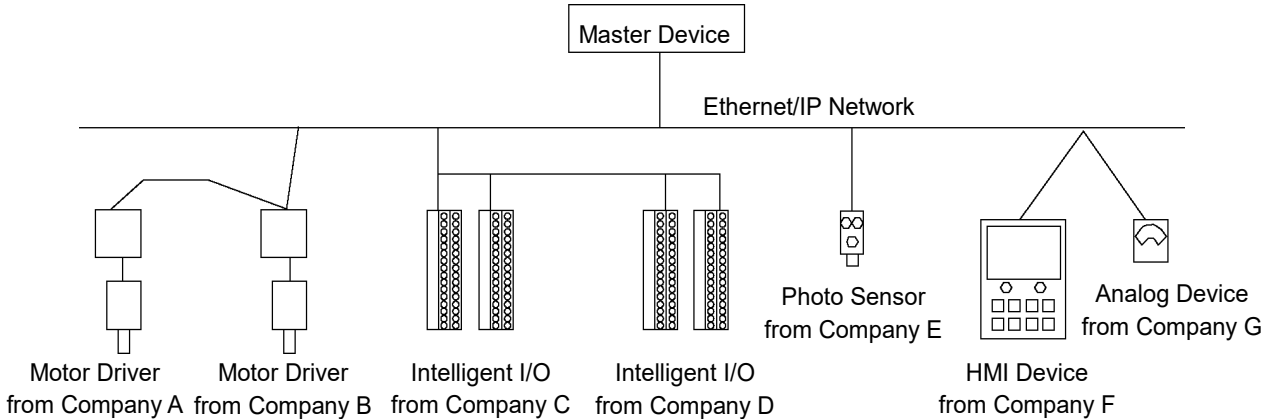 Master Device
Ethernet/IP Network
Motor Driver
from Company A
Motor Driver
from Company B
Intelligent I/O
from Company C
Intelligent I/O
from Company D
Photo Sensor
from Company E
HMI Device
from Company F
Analog Device
from Company G